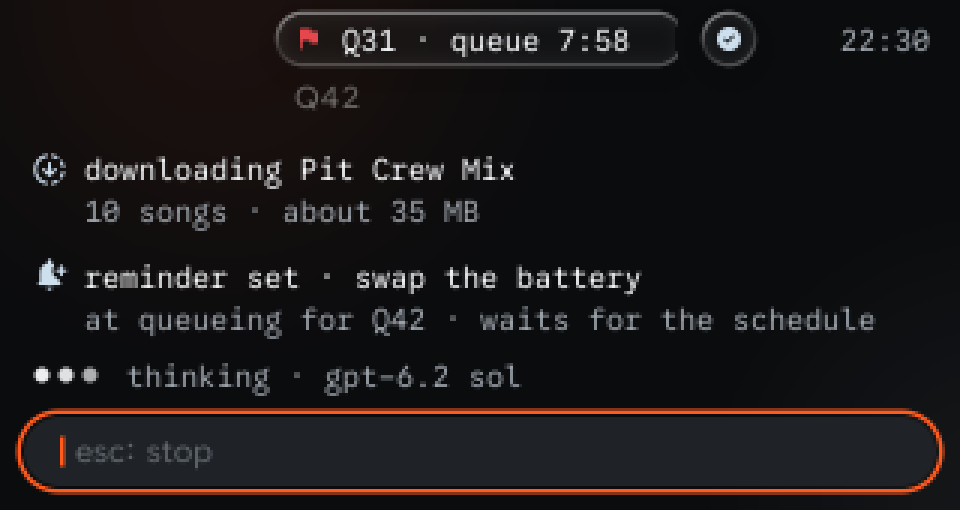 Q31 · queue 7:58
22:30
Q42
downloading Pit Crew Mix
10 songs · about 35 MB
reminder set · swap the battery
at queueing for Q42 · waits for the schedule
thinking · gpt-6.2 sol
esc: stop